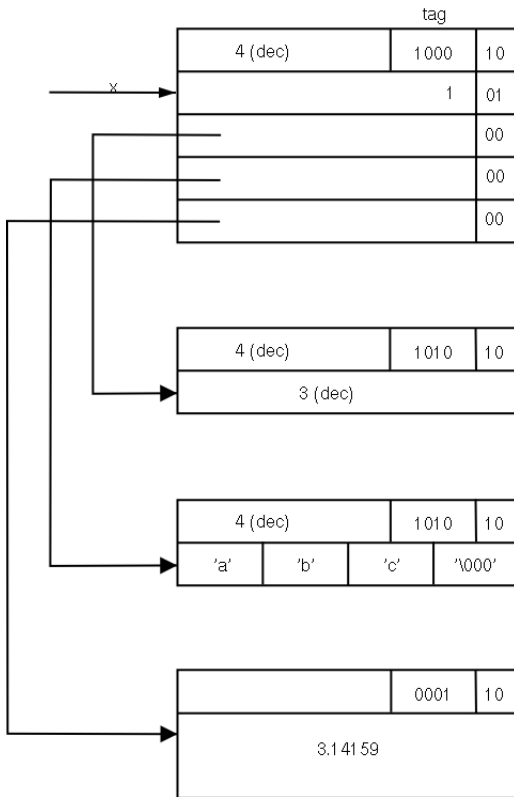 tag
4 (dec) 1000 10
x 1 01
00
00
00
4 (dec) 1010 10
3 (dec)
4 (dec) 1010 10
'a' 'b' 'c' '\000'
0001 10
3.14159